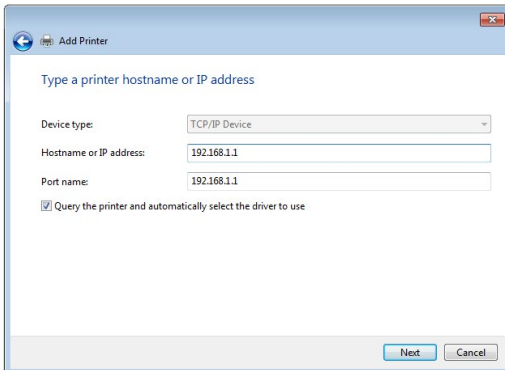 Add Printer
Type a printer hostname or IP address
Device type: TCP/IP Device
Hostname or IP address: 192.168.1.1
Port name: 192.168.1.1
Query the printer and automatically select the driver to use
Next Cancel